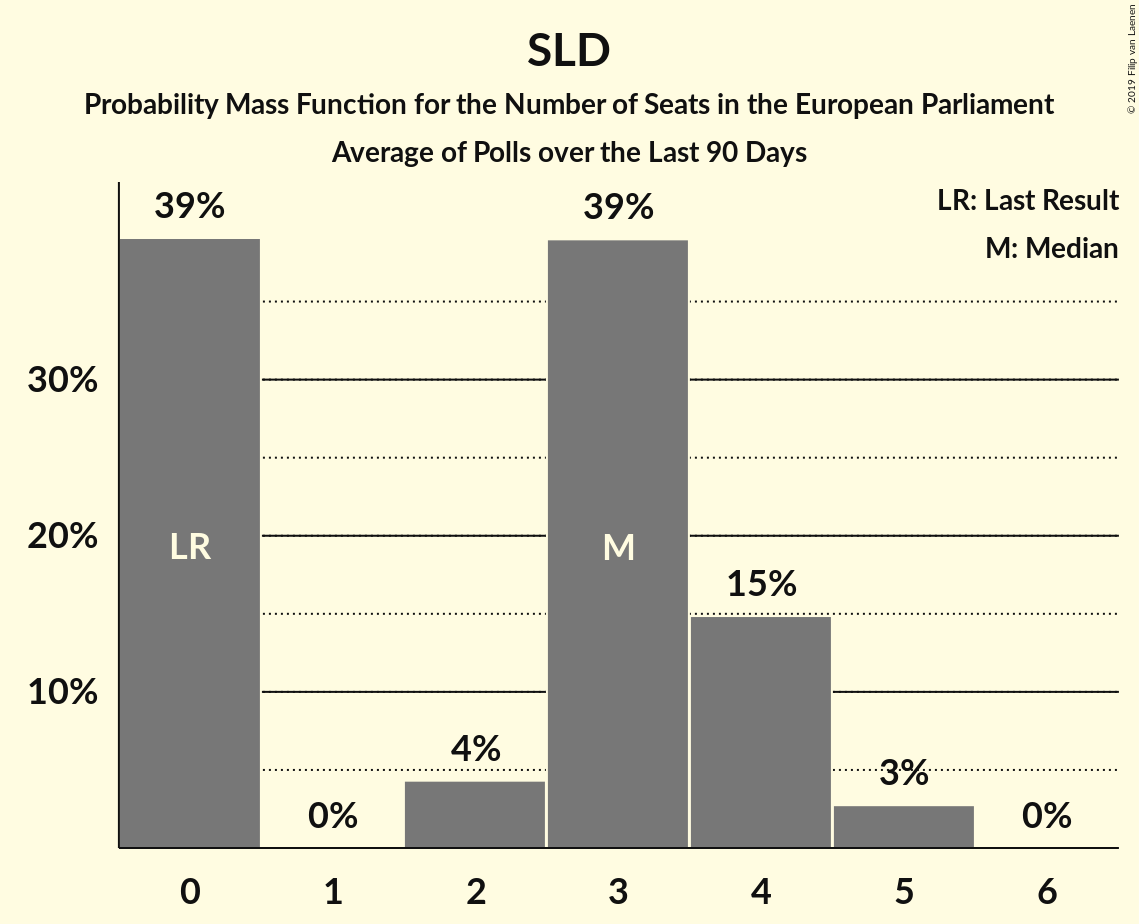 SLD
Probability Mass Function for the Number of Seats in the European Parliament
Average of Polls over the Last 90 Days
© 2019 Filip van Laenen
LR: Last Result
M: Median
39%
39%
30%
LR
M
20%
15%
10%
4%
3%
0%
0%
0 1 2 3 4 5 6